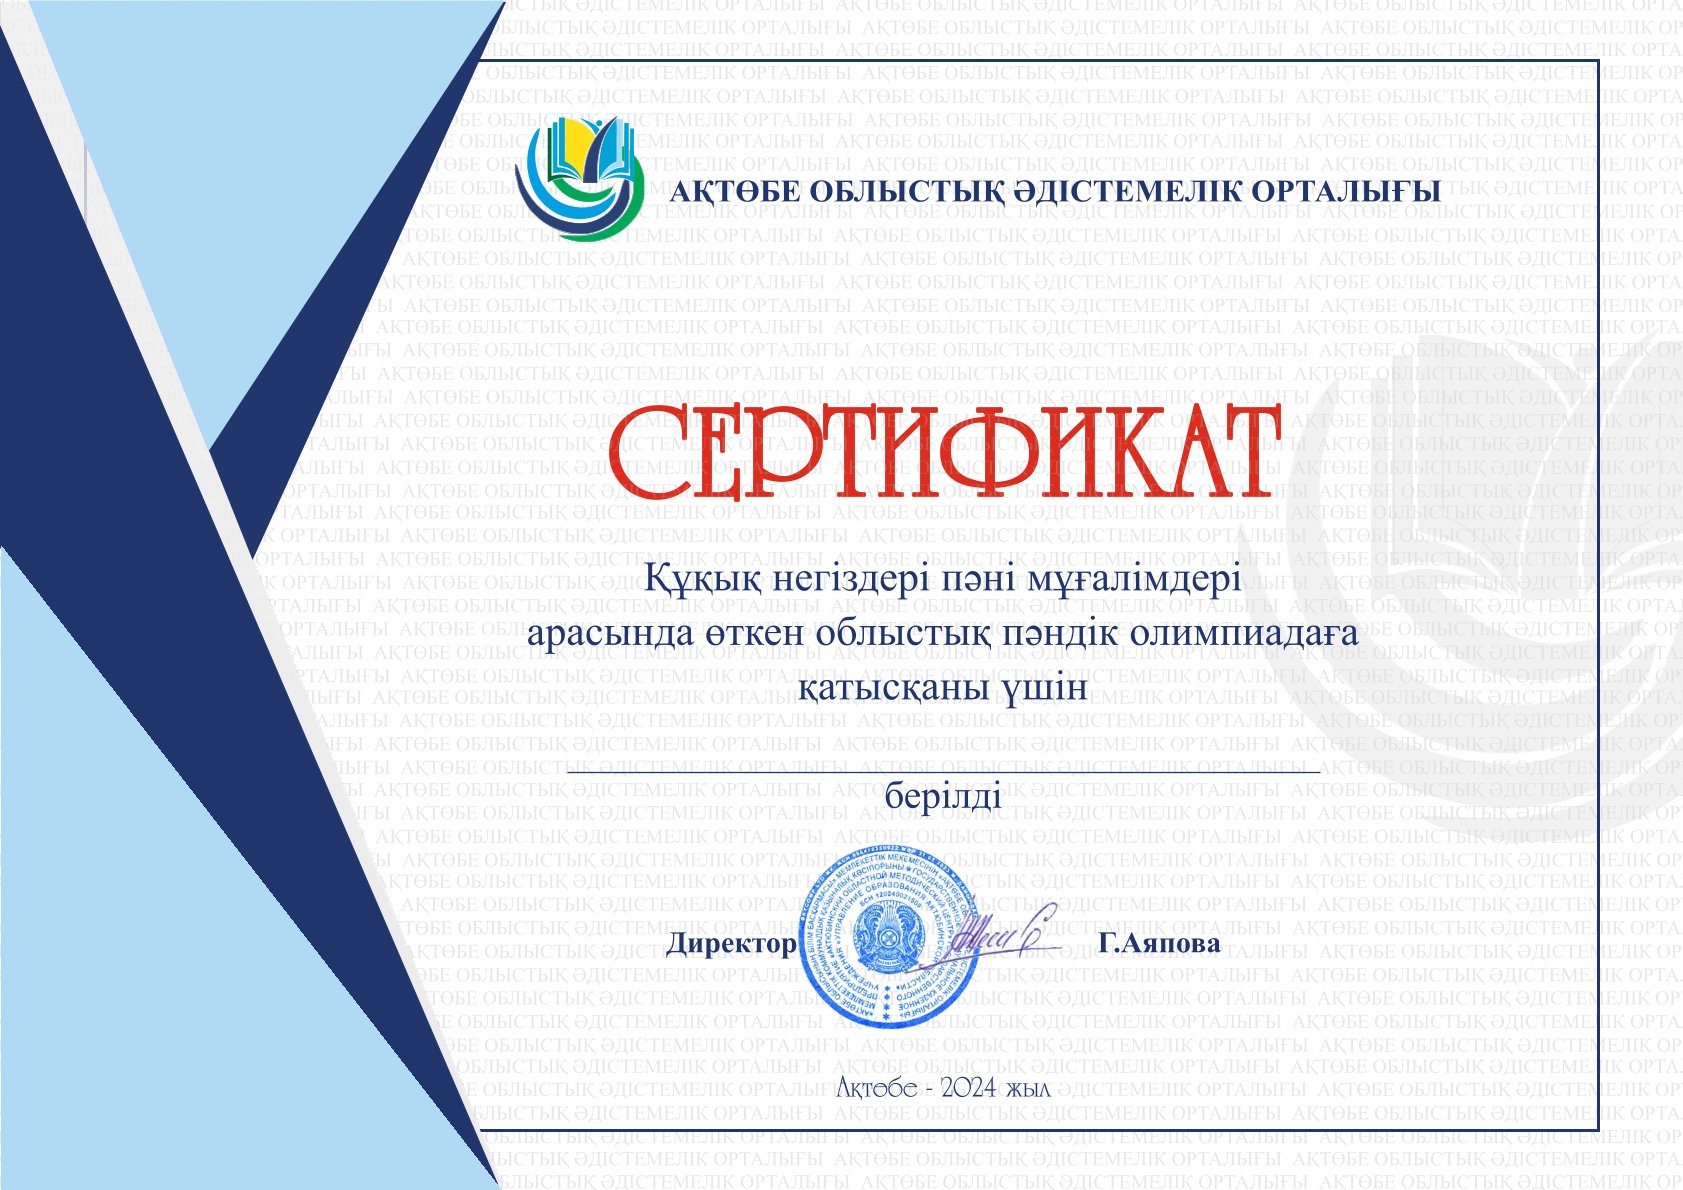 АҚТӨБЕ ОБЛЫСТЫҚ ӘДІСТЕМЕЛІК ОРТАЛЫҒЫ
СЕРТИФИКАТ
Құқық негіздері пәні мұғалімдері
арасында өткен облыстық пәндік олимпиадаға
қатысқаны үшін
берілді
Директор
Г.Аяпова
Ақтөбе - 2024 жыл